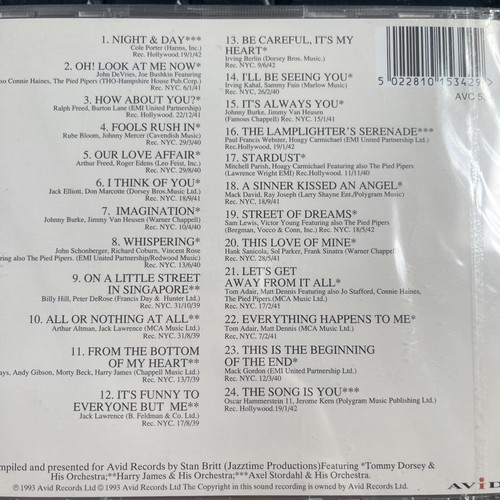 1. NIGHT & DAY***
Cole Porter (Harms, Inc.)
Rec. Hollywood.19/1/42
2. OH! LOOK AT ME NOW*
John DeVries, Joe Bushkin Featuring
so Connie Haines, The Pied Pipers (THO-Hampshire House Pub.Corp.)
Rec. NYC. 6/1/41
3. HOW ABOUT YOU?*
Ralph Freed, Burton Lane (EMI United Partnership)
Rec. Hollywood. 22/12/41
4. FOOLS RUSH IN*
Rube Bloom, Johnny Mercer (Cavendish Music)
Rec. NYC. 29/3/40
5. OUR LOVE AFFAIR*
Arthur Freed, Roger Edens (Leo Feist, Inc.)
Rec. NYC. 29/8/40
6. I THINK OF YOU*
Jack Elliott, Don Marcotte (Dorsey Bros.Music Ltd.)
Rec. NYC. 18/9/41
7. IMAGINATION*
Johnny Burke, Jimmy Van Heusen (Warner Chappell)
Rec. NYC. 10/4/40
8. WHISPERING*
John Schonberger, Richard Coburn, Vincent Rose
ring also The Pied Pipers. (EMI United Partnership/Redwood Music)
Rec. NYC. 13/6/40
9. ON A LITTLE STREET
IN SINGAPORE**
Billy Hill, Peter DeRose (Francis Day & Hunter Ltd.)
Rec. NYC. 31/10/39
10. ALL OR NOTHING AT ALL**
Arthur Altman, Jack Lawrence (MCA Music Ltd.)
Rec. NYC. 31/8/39
11. FROM THE BOTTOM
OF MY HEART**
ays, Andy Gibson, Morty Beck, Harry James (Chappell Music Ltd.)
Rec. NYC. 13/7/39
12. IT'S FUNNY TO
EVERYONE BUT ME**
Jack Lawrence (B. Feldman & Co. Ltd.)
Rec. NYC. 17/8/39
13. BE CAREFUL, IT'S MY
HEART*
Irving Berlin (Dorsey Bros. Music.)
Rec. NYC. 9/6/42
14. I'LL BE SEEING YOU*
Irving Kahal, Sammy Fain (Marlow Music)
Rec. NYC. 26/2/40
15. IT'S ALWAYS YOU*
Johnny Burke, Jimmy Van Heusen
(Famous Chappell) Rec. NYC. 15/1/41
16. THE LAMPLIGHTER'S SERENADE***
Paul Francis Webster, Hoagy Carmichael (EMI United Partnership)
Rec.Hollywood. 19/1/42
17. STARDUST*
Mitchell Parish, Hoagy Carmichael Featuring also The Pied Pipers
(Lawrence Wright EMI) Rec.Hollywood. 11/11/40
18. A SINNER KISSED AN ANGEL*
Mack David, Ray Joseph (Larry Shayne Ent./Polygram Music)
Rec. NYC. 18/9/41
19. STREET OF DREAMS*
Sam Lewis, Victor Young Featuring also The Pied Pipers
(Bregman, Vocco & Conn, Inc.) Rec. NYC. 18/5/42
20. THIS LOVE OF MINE*
Hank Sanicola, Sol Parker, Frank Sinatra (Warner Chappell)
Rec. NYC. 28/5/41
21. LET'S GET
AWAY FROM IT ALL*
Tom Adair, Matt Dennis Featuring also Jo Stafford, Connie Haines,
The Pied Pipers.(MCA Music Ltd.)
Rec. NYC. 17/2/41
22. EVERYTHING HAPPENS TO ME*
Tom Adair, Matt Dennis (MCA Music Ltd.)
Rec. NYC. 7/2/41
23. THIS IS THE BEGINNING
OF THE END*
Mack Gordon (EMI United Partnership Ltd.)
Rec. NYC. 12/3/40
24. THE SONG IS YOU***
Oscar Hammerstein 11, Jerome Kern (Polygram Music Publishing)
Rec. Hollywood.19/1/42
5 022810 153429
AVC 5
mpiled and presented for Avid Records by Stan Britt (Jazztime Productions)Featuring *Tommy Dorsey &
His Orchestra;**Harry James & His Orchestra;***Axel Stordahl & His Orchestra.
℗1993 Avid Records Ltd ©1993 Avid Records Ltd The Copyright in this sound recording is owned by Avid Records Ltd.
AVID